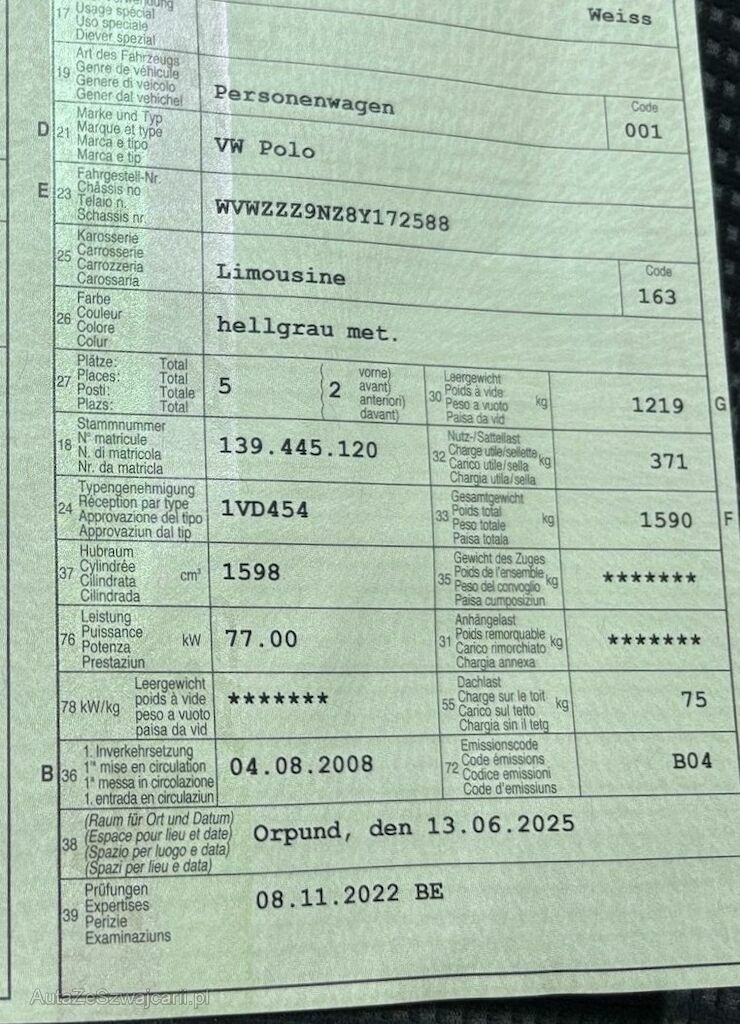 17 Usage spécial
Uso speciale
Diever spezial
Weiss
19 Art des Fahrzeugs
Genre de véhicule
Genere di veicolo
Gener dal vehichel
Personenwagen
Code
001
D 21 Marke und Typ
Marque et type
Marca e tipo
Marca e tip
VW Polo
E 23 Fahrgestell-Nr.
Châssis no
Telaio n.
Schassis nr.
WVWZZZ9NZ8Y172588
25 Karosserie
Carrosserie
Carrozzeria
Carossaria
Limousine
Code
163
26 Farbe
Couleur
Colore
Colur
hellgrau met.
27 Plätze: Total
Places: Total
Posti: Totale
Plazs: Total
5
2
vorne)
avant)
anteriori)
davant)
30 Leergewicht
Poids à vide
Peso a vuoto
Paisa da vid
kg
1219 G
18 Stammnummer
N° matricule
N. di matricola
Nr. da matricla
139.445.120
32 Nutz-/Sattellast
Charge utile/sellette
Carico utile/sella
Chargia utila/sella
kg
371
24 Typengenehmigung
Réception par type
Approvazione del tipo
Approvaziun dal tip
1VD454
33 Gesamtgewicht
Poids total
Peso totale
Paisa totala
kg
1590 F
37 Hubraum
Cylindrée
Cilindrata
Cilindrada
cm³
1598
35 Gewicht des Zuges
Poids de l'ensemble
Peso del convoglio
Paisa cumposiziun
kg
*******
76 Leistung
Puissance
Potenza
Prestaziun
kW
77.00
31 Anhängelast
Poids remorquable
Carico rimorchiato
Chargia annexa
kg
*******
78 kW/kg
Leergewicht
poids à vide
peso a vuoto
paisa da vid
*******
55 Dachlast
Charge sur le toit
Carico sul tetto
Chargia sin il tetg
kg
75
B 36 1. Inverkehrsetzung
1re mise en circulation
1a messa in circolazione
1. entrada en circulaziun
04.08.2008
72 Emissionscode
Code émissions
Codice emissioni
Code d'emissiuns
B04
38 (Raum für Ort und Datum)
(Espace pour lieu et date)
(Spazio per luogo e data)
(Spazi per lieu e data)
Orpund, den 13.06.2025
39 Prüfungen
Expertises
Perizie
Examinaziuns
08.11.2022 BE
AutaZeSzwajcarii.pl